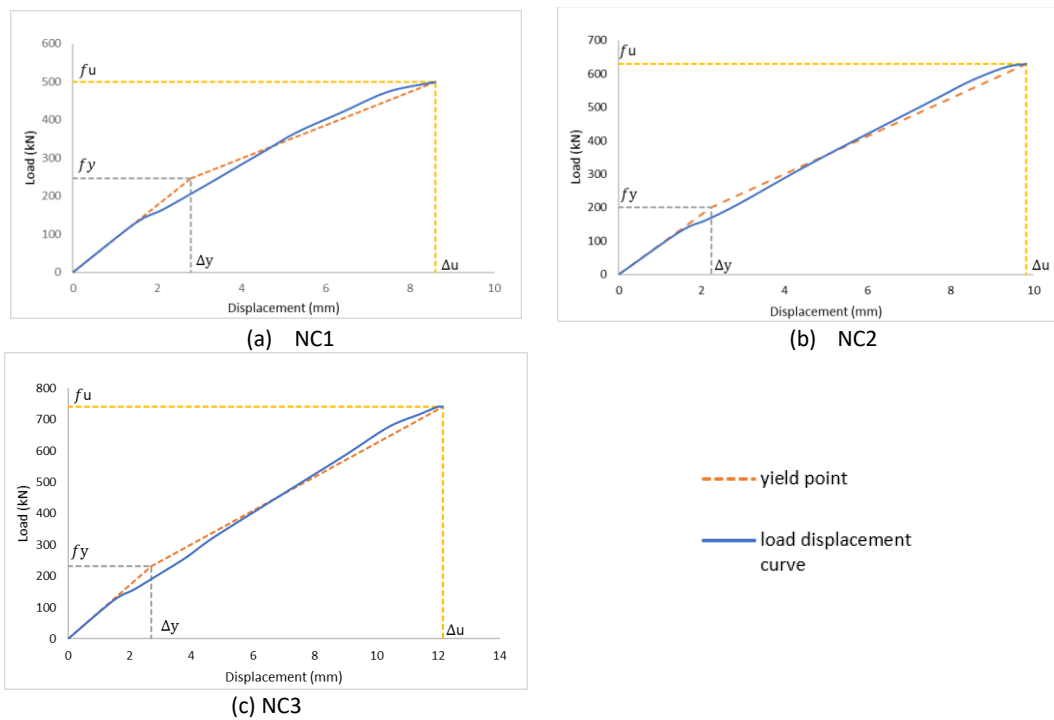 600
500
400
300
200
100
0
Load (kN)
fu
fy
Δy
Δu
0 2 4 6 8 10
Displacement (mm)
(a) NC1
700
600
500
400
300
200
100
0
Load (kN)
fu
fy
Δy
Δu
0 2 4 6 8 10
Displacement (mm)
(b) NC2
800
700
600
500
400
300
200
100
0
Load (kN)
fu
fy
Δy
Δu
0 2 4 6 8 10 12 14
Displacement (mm)
(c) NC3
yield point
load displacement
curve